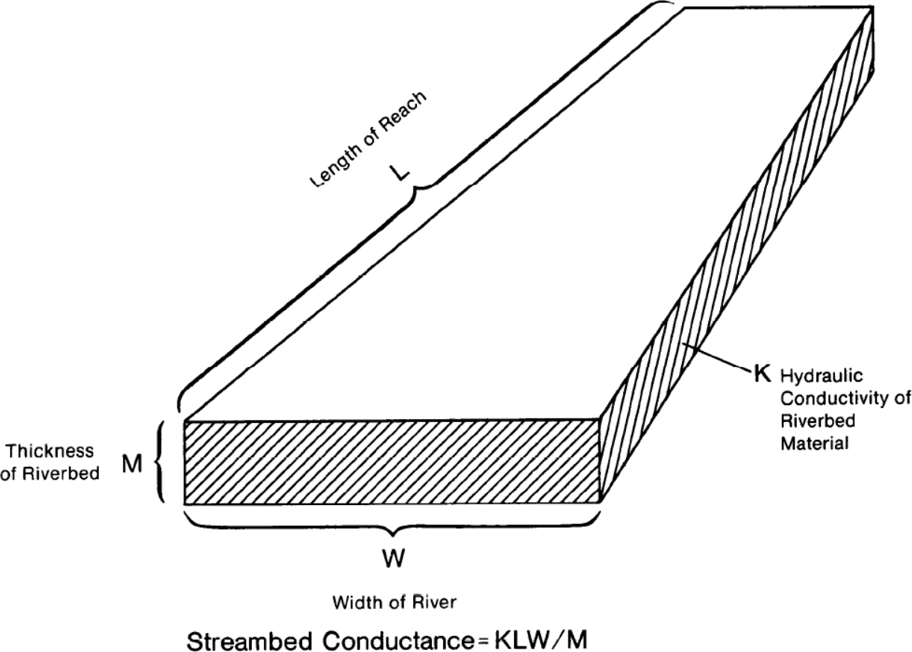 Length of Reach
L
K Hydraulic
Conductivity of
Riverbed
Material
Thickness
of Riverbed
M
W
Width of River
Streambed Conductance = KLW/M